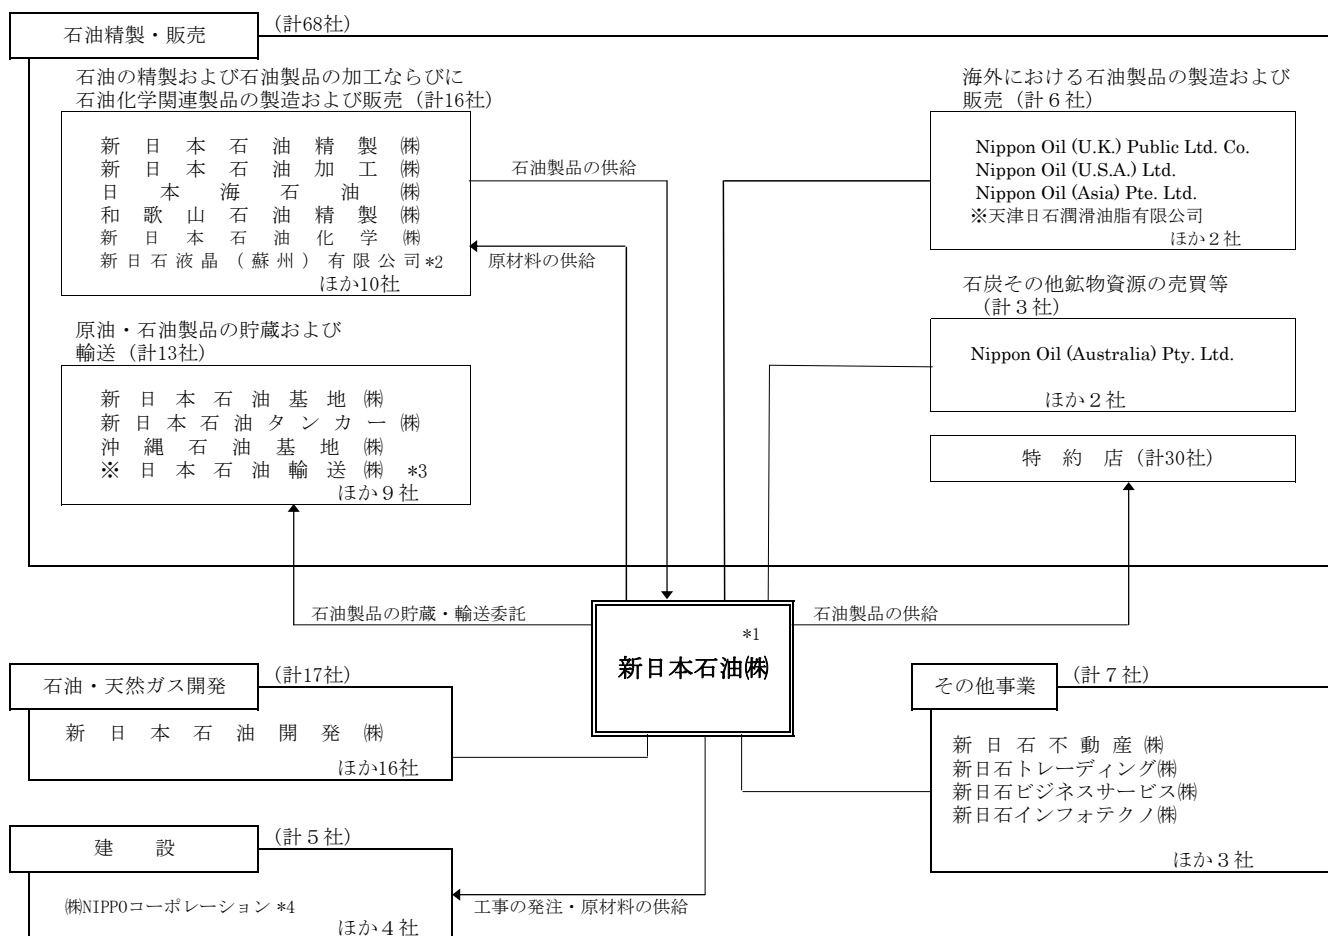 石油精製・販売
（計68社）
石油の精製および石油製品の加工ならびに
石油化学関連製品の製造および販売（計16社）
新日本石油精製㈱
新日本石油加工㈱
日本海石油㈱
和歌山石油精製㈱
新日本石油化学㈱
新日石液晶（蘇州）有限公司*2
ほか10社
石油製品の供給
原材料の供給
原油・石油製品の貯蔵および
輸送（計13社）
新日本石油基地㈱
新日本石油タンカー㈱
沖縄石油基地㈱
※日本石油輸送㈱ *3
ほか９社
海外における石油製品の製造および
販売（計６社）
Nippon Oil (U.K.) Public Ltd. Co.
Nippon Oil (U.S.A.) Ltd.
Nippon Oil (Asia) Pte. Ltd.
※天津日石潤滑油脂有限公司
ほか２社
石炭その他鉱物資源の売買等
（計３社）
Nippon Oil (Australia) Pty. Ltd.
ほか２社
特約店（計30社）
石油製品の貯蔵・輸送委託
石油製品の供給
*1
新日本石油㈱
石油・天然ガス開発
（計17社）
新日本石油開発㈱
ほか16社
その他事業
（計７社）
新日石不動産㈱
新日石トレーディング㈱
新日石ビジネスサービス㈱
新日石インフォテクノ㈱
ほか３社
建設
（計５社）
㈱NIPPOコーポレーション *4
ほか４社
工事の発注・原材料の供給